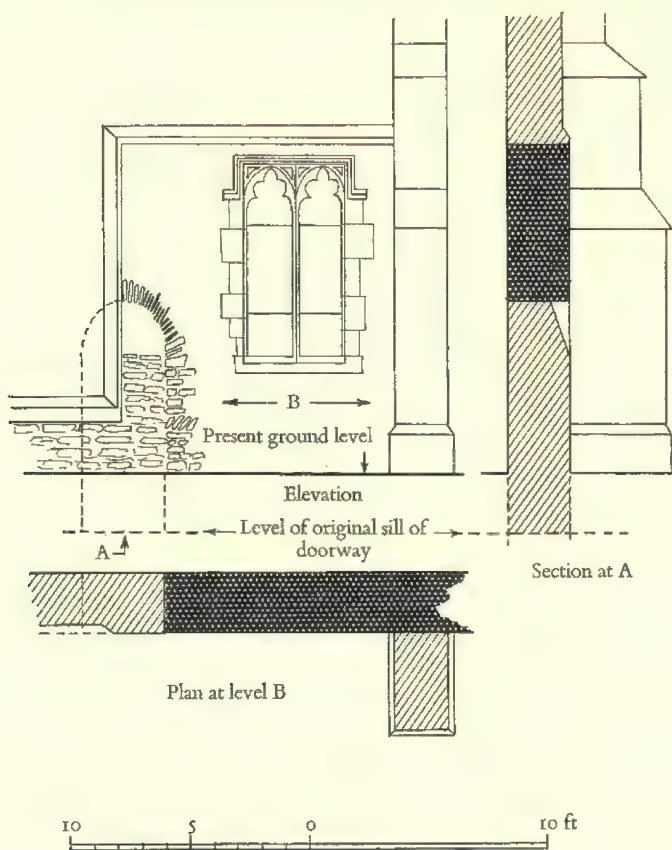 B
Present ground level
Elevation
Level of original sill of
doorway
A
Section at A
Plan at level B
10 5 0 10 ft